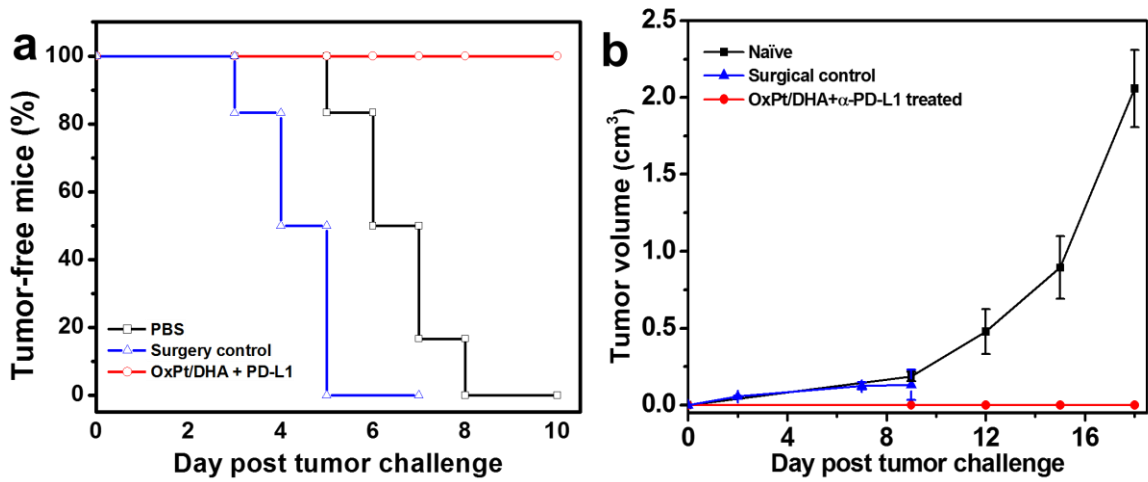 a
100
80
60
40
20
0
Tumor-free mice (%)
PBS
Surgery control
OxPt/DHA + PD-L1
0 2 4 6 8 10
Day post tumor challenge
b
2.5
2.0
1.5
1.0
0.5
0.0
Tumor volume (cm³)
Naïve
Surgical control
OxPt/DHA+α-PD-L1 treated
0 4 8 12 16
Day post tumor challenge